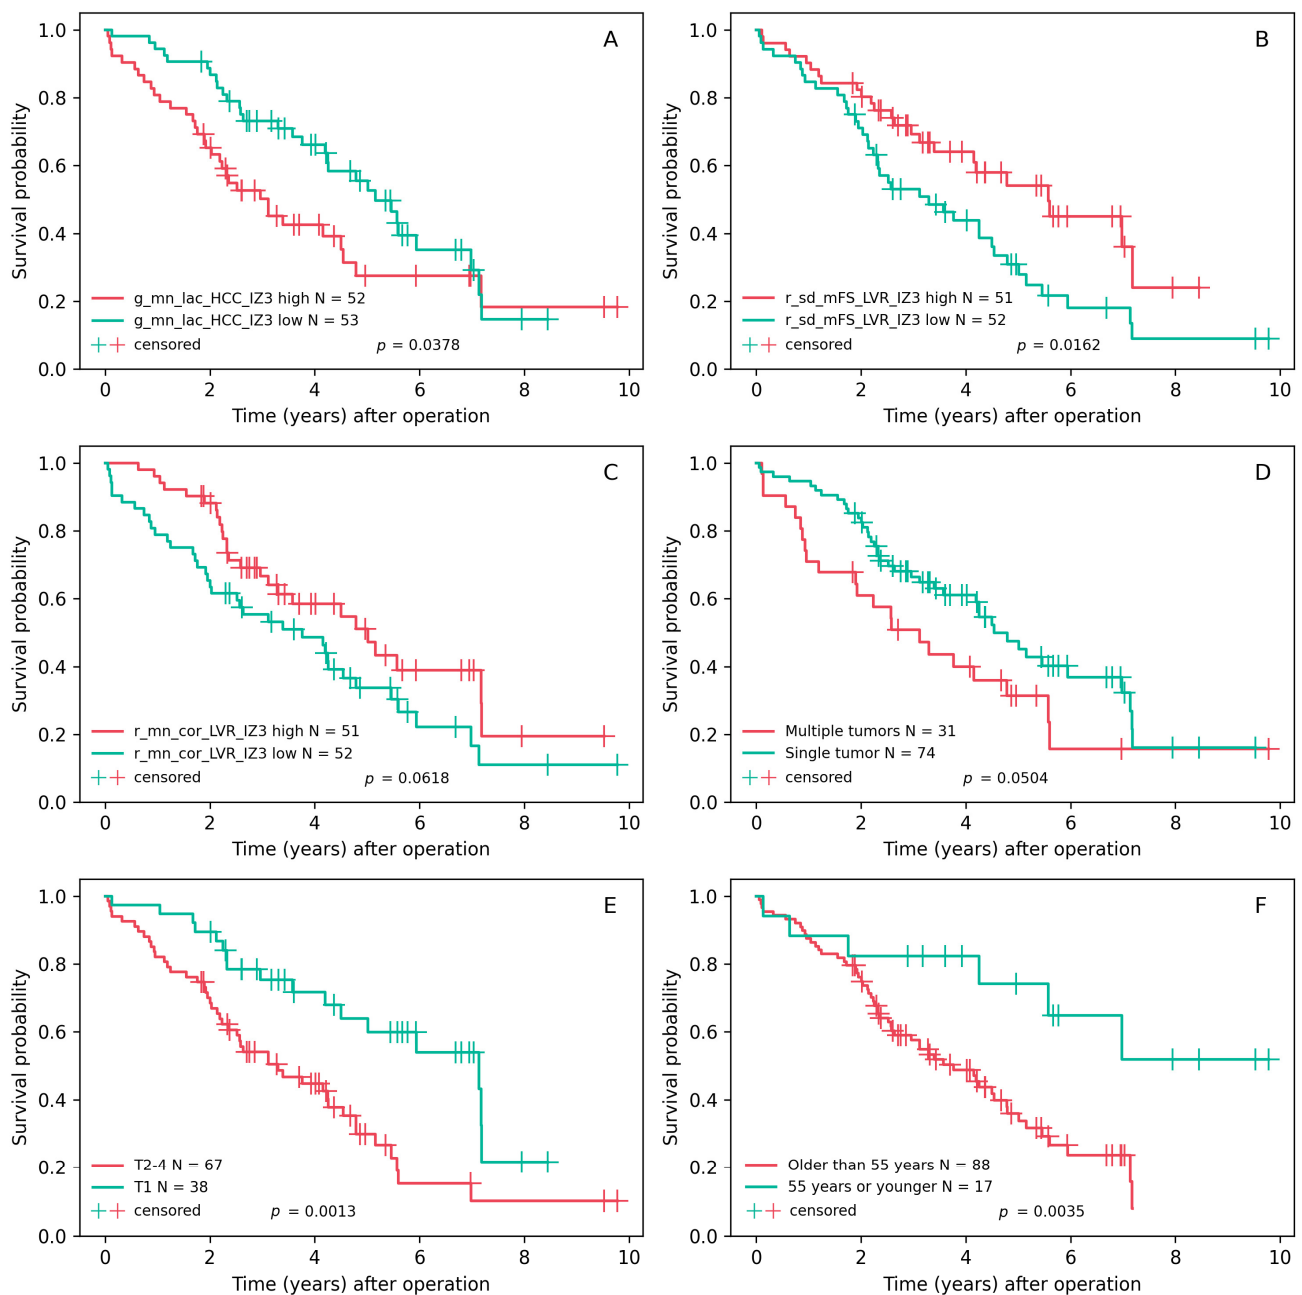 A
Survival probability
1.0
0.8
0.6
0.4
0.2
0.0
g_mn_lac_HCC_IZ3 high N = 52
g_mn_lac_HCC_IZ3 low N = 53
censored
p = 0.0378
0 2 4 6 8 10
Time (years) after operation
B
Survival probability
1.0
0.8
0.6
0.4
0.2
0.0
r_sd_mFS_LVR_IZ3 high N = 51
r_sd_mFS_LVR_IZ3 low N = 52
censored
p = 0.0162
0 2 4 6 8 10
Time (years) after operation
C
Survival probability
1.0
0.8
0.6
0.4
0.2
0.0
r_mn_cor_LVR_IZ3 high N = 51
r_mn_cor_LVR_IZ3 low N = 52
censored
p = 0.0618
0 2 4 6 8 10
Time (years) after operation
D
Survival probability
1.0
0.8
0.6
0.4
0.2
0.0
Multiple tumors N = 31
Single tumor N = 74
censored
p = 0.0504
0 2 4 6 8 10
Time (years) after operation
E
Survival probability
1.0
0.8
0.6
0.4
0.2
0.0
T2-4 N = 67
T1 N = 38
censored
p = 0.0013
0 2 4 6 8 10
Time (years) after operation
F
Survival probability
1.0
0.8
0.6
0.4
0.2
0.0
Older than 55 years N = 88
55 years or younger N = 17
censored
p = 0.0035
0 2 4 6 8 10
Time (years) after operation